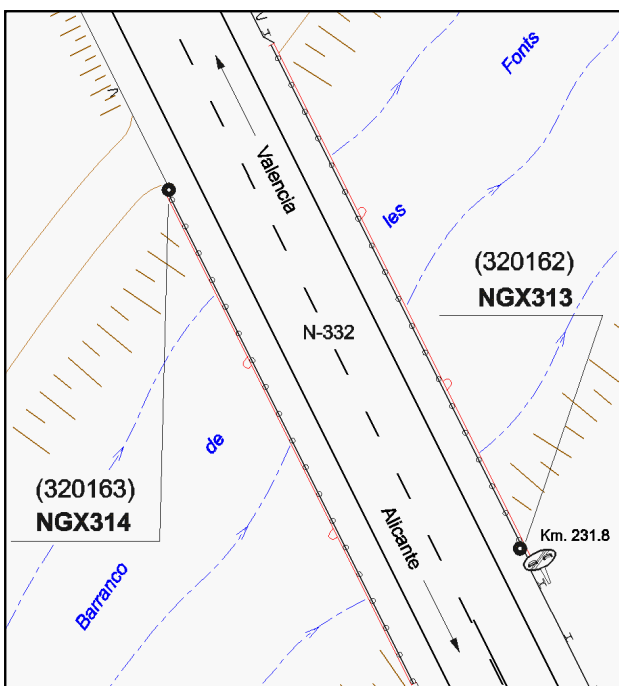 Fonts
Valencia
les
(320162)
NGX313
N-332
de
(320163)
NGX314
Alicante
Km. 231.8
Barranco